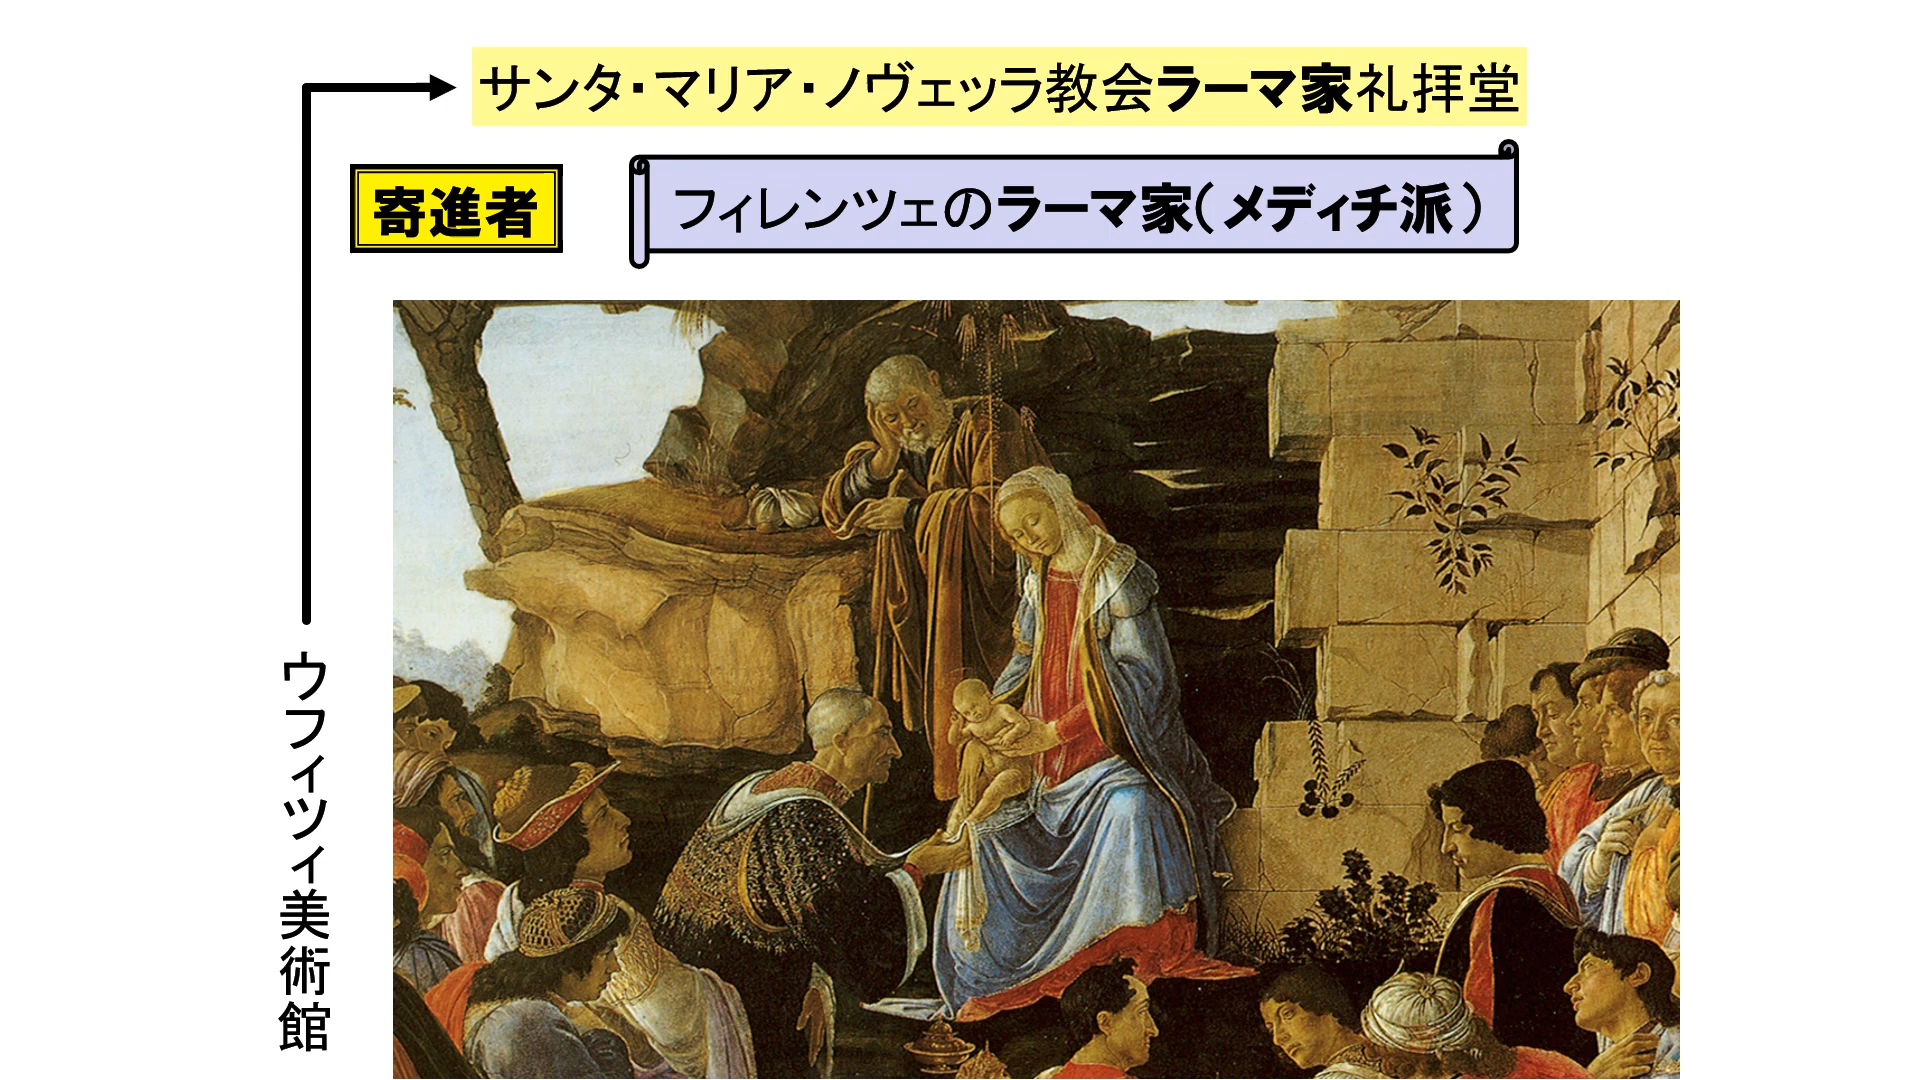 サンタ・マリア・ノヴェッラ教会ラーマ家礼拝堂
寄進者
フィレンツェのラーマ家(メディチ派)
ウフィツィ美術館